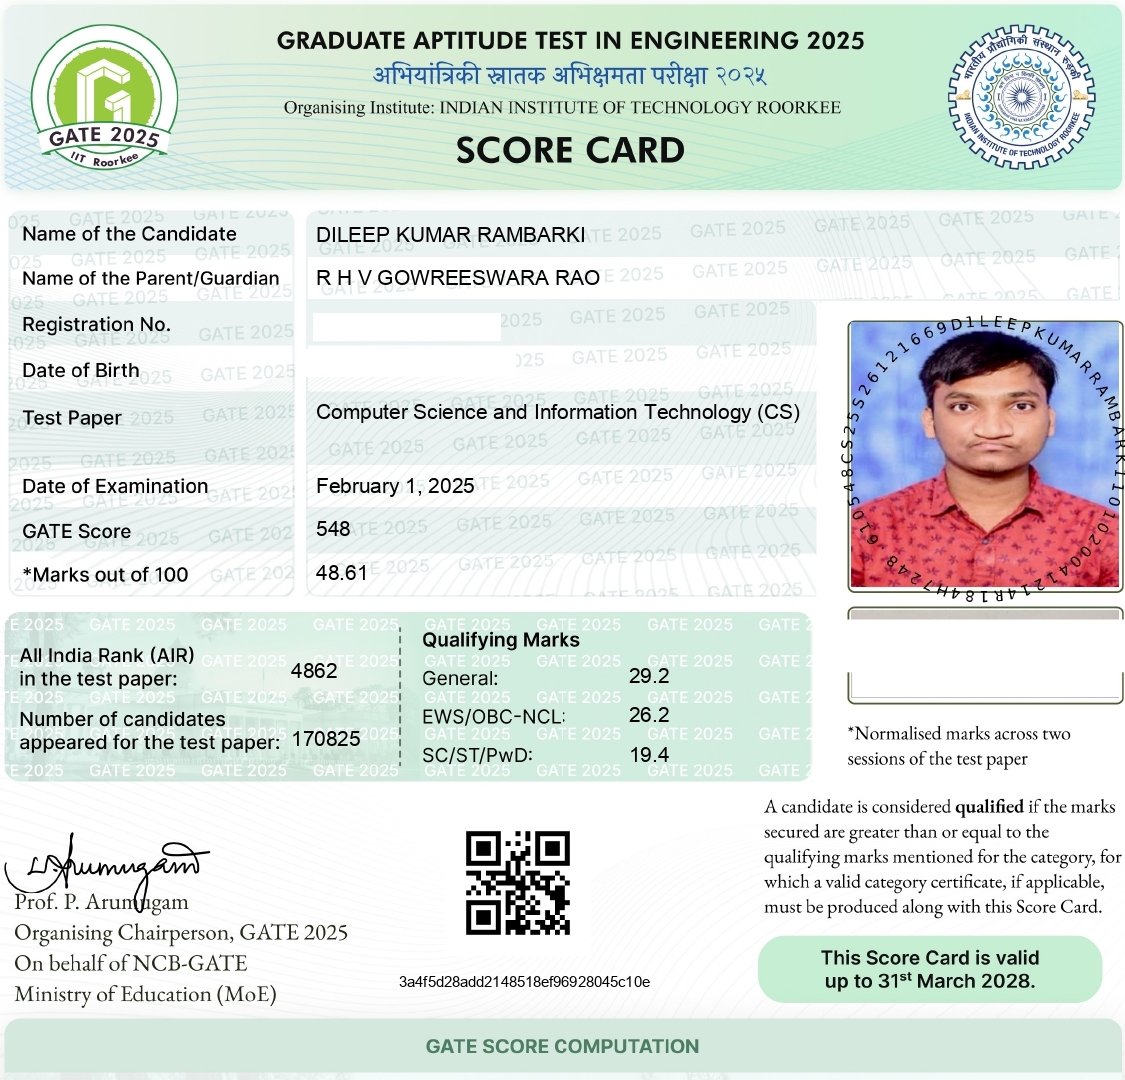 GRADUATE APTITUDE TEST IN ENGINEERING 2025
अभियांत्रिकी स्नातक अभिक्षमता परीक्षा २०२५
Organising Institute: INDIAN INSTITUTE OF TECHNOLOGY ROORKEE
SCORE CARD
GATE 2025
IIT Roorkee
भारतीय प्रौद्योगिकी संस्थान रुड़की
INDIAN INSTITUTE OF TECHNOLOGY ROORKEE
Name of the Candidate DILEEP KUMAR RAMBARKI
Name of the Parent/Guardian R H V GOWREESWARA RAO
Registration No.
Date of Birth
Test Paper Computer Science and Information Technology (CS)
Date of Examination February 1, 2025
GATE Score 548
*Marks out of 100 48.61
All India Rank (AIR)
in the test paper: 4862
Number of candidates
appeared for the test paper: 170825
Qualifying Marks
General: 29.2
EWS/OBC-NCL: 26.2
SC/ST/PwD: 19.4
*Normalised marks across two
sessions of the test paper
A candidate is considered qualified if the marks
secured are greater than or equal to the
qualifying marks mentioned for the category, for
which a valid category certificate, if applicable,
must be produced along with this Score Card.
Prof. P. Arumugam
Organising Chairperson, GATE 2025
On behalf of NCB-GATE
Ministry of Education (MoE)
3a4f5d28add2148518ef96928045c10e
This Score Card is valid
up to 31st March 2028.
GATE SCORE COMPUTATION